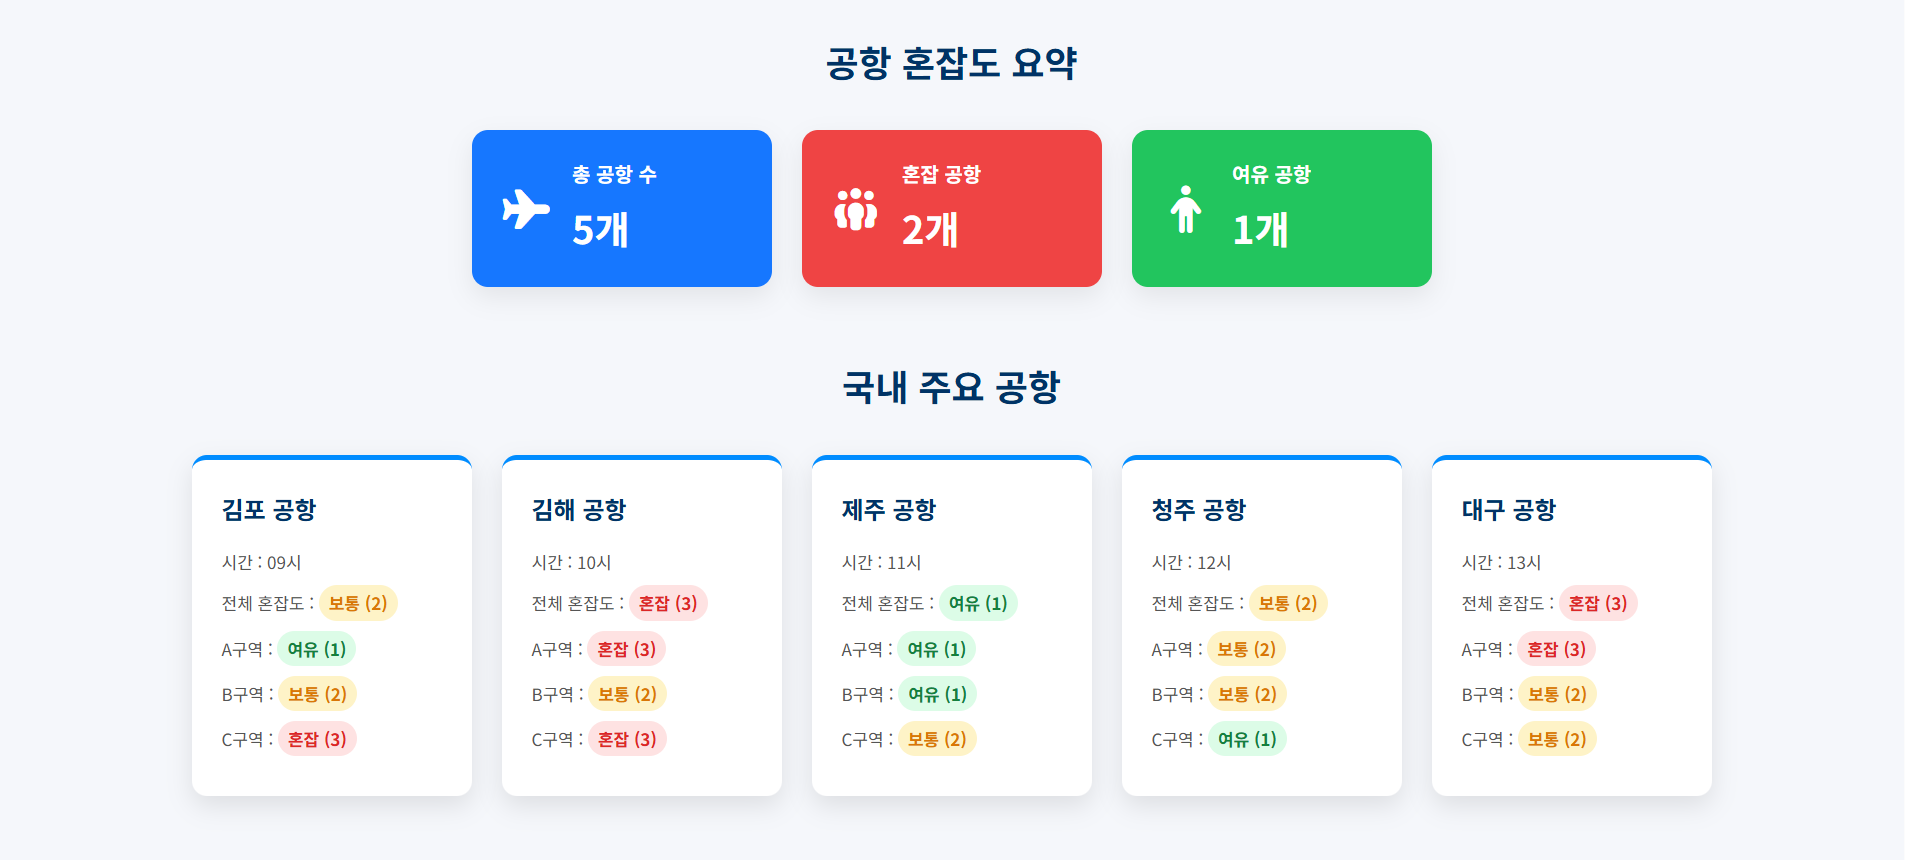 공항 혼잡도 요약
총 공항 수
5개
혼잡 공항
2개
여유 공항
1개
국내 주요 공항
김포 공항
시간 : 09시
전체 혼잡도 : 보통 (2)
A구역 : 여유 (1)
B구역 : 보통 (2)
C구역 : 혼잡 (3)
김해 공항
시간 : 10시
전체 혼잡도 : 혼잡 (3)
A구역 : 혼잡 (3)
B구역 : 보통 (2)
C구역 : 혼잡 (3)
제주 공항
시간 : 11시
전체 혼잡도 : 여유 (1)
A구역 : 여유 (1)
B구역 : 여유 (1)
C구역 : 보통 (2)
청주 공항
시간 : 12시
전체 혼잡도 : 보통 (2)
A구역 : 보통 (2)
B구역 : 보통 (2)
C구역 : 여유 (1)
대구 공항
시간 : 13시
전체 혼잡도 : 혼잡 (3)
A구역 : 혼잡 (3)
B구역 : 보통 (2)
C구역 : 보통 (2)